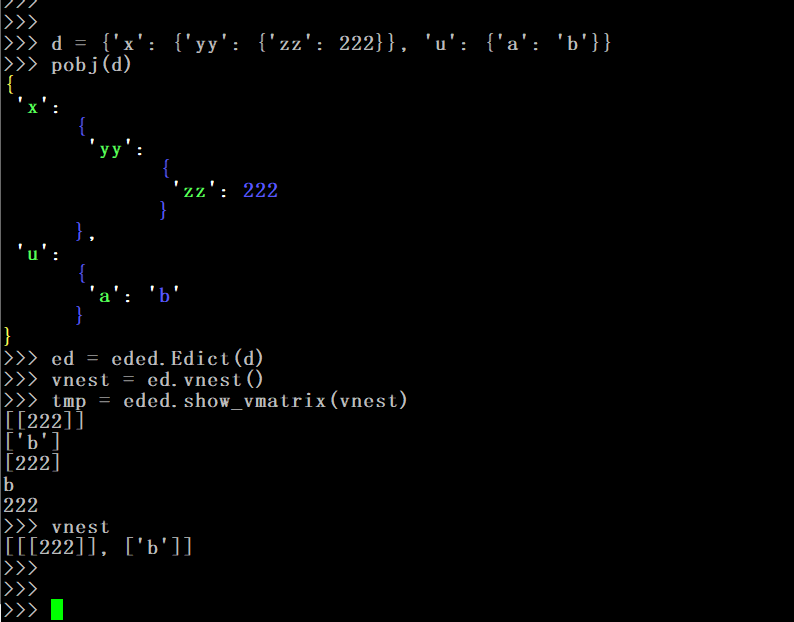 >>>
>>>
>>> d = {'x': {'yy': {'zz': 222}}, 'u': {'a': 'b'}}
>>> pobj(d)
{
 'x':
      {
       'yy':
             {
              'zz': 222
             }
      },
 'u':
      {
       'a': 'b'
      }
}
>>> ed = eded.Edict(d)
>>> vnest = ed.vnest()
>>> tmp = eded.show_vmatrix(vnest)
[[222]]
['b']
[222]
b
222
>>> vnest
[[[222]], ['b']]
>>>
>>>
>>>